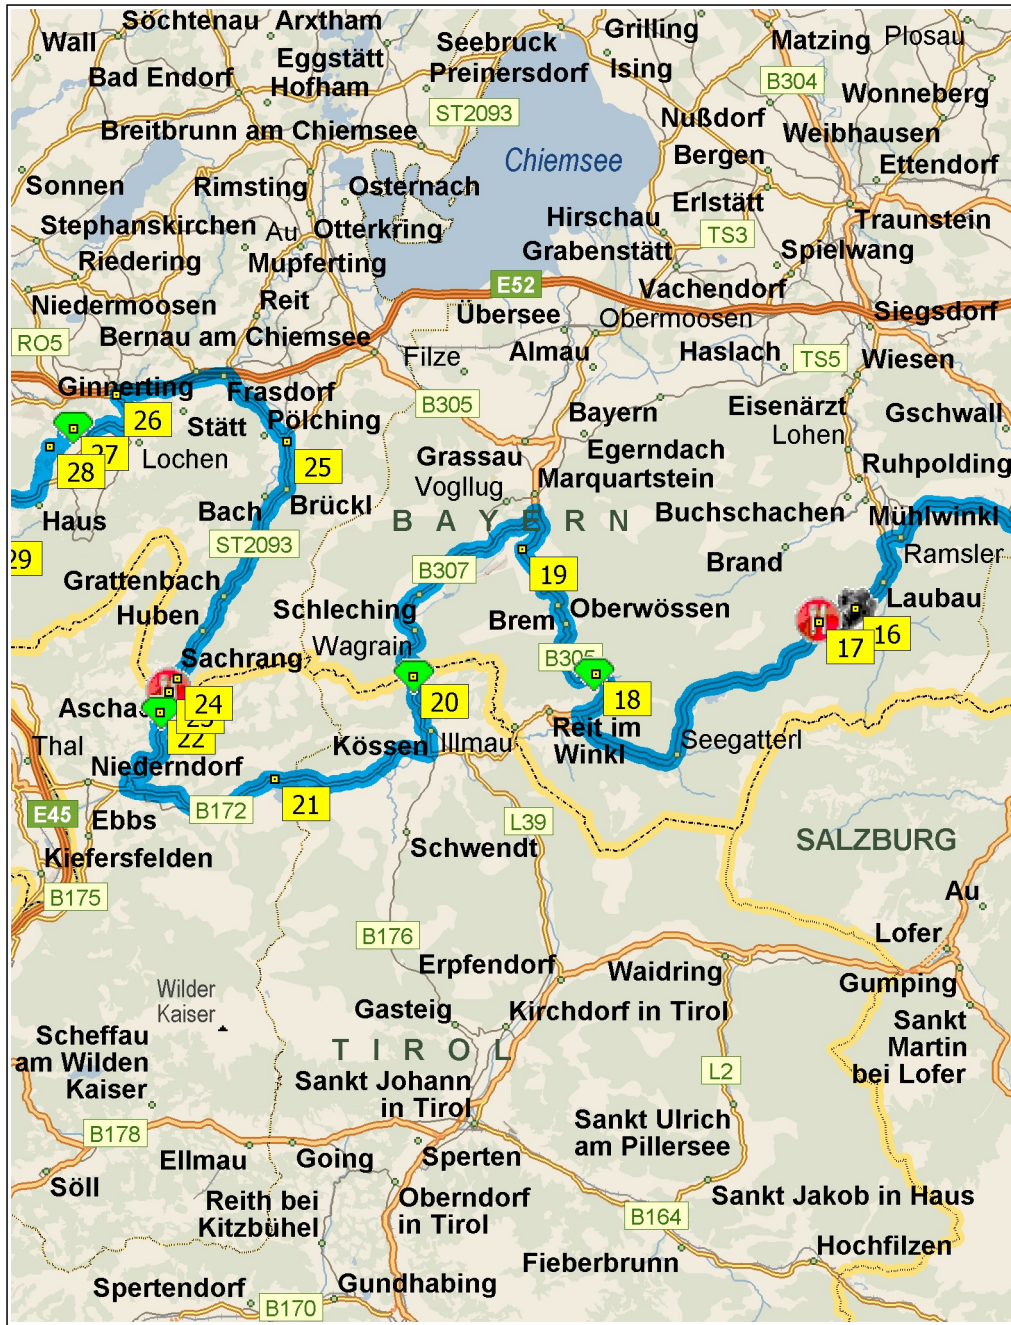 Söchtenau
Arxtham
Grilling
Wall
Seebruck
Matzing
Plosau
Eggstätt
Preinersdorf
Ising
Bad Endorf
Hofham
B304
Wonneberg
ST2093
Nußdorf
Breitbrunn am Chiemsee
Weibhausen
Chiemsee
Bergen
Ettendorf
Sonnen
Rimsting
Osternach
Erlstätt
Stephanskirchen
Au
Otterkring
Hirschau
TS3
Traunstein
Riedering
Mupferting
Grabenstätt
Spielwang
E52
Vachendorf
Niedermoosen
Reit
Übersee
Obermoosen
Siegsdorf
RO5
Bernau am Chiemsee
Filze
Almau
Haslach
TS5
Wiesen
Ginnerting
Frasdorf
B305
Bayern
Eisenärzt
Gschwall
26
Stätt
Pölching
Egerndach
Lohen
27
28
Lochen
25
Grassau
Marquartstein
Ruhpolding
Vogllug
Haus
Bach
Brückl
BAYERN
Buchschachen
Mühlwinkl
ST2093
29
B307
19
Brand
Ramsler
Grattenbach
Huben
Schleching
Brem
Oberwössen
Laubau
Wagrain
16
17
Sachrang
B305
Aschas
24
23
22
20
18
Thal
Kössen
Illmau
Reit im
Winkl
Seegatterl
Niederndorf
21
B172
E45
Ebbs
L39
Kiefersfelden
Schwendt
SALZBURG
B175
Au
B176
Lofer
Erpfendorf
Waidring
Gumping
Wilder
Kaiser
Gasteig
Kirchdorf in Tirol
Sankt
Martin
bei Lofer
Scheffau
am Wilden
Kaiser
TIROL
Sankt Johann
in Tirol
L2
B178
Sankt Ulrich
am Pillersee
Ellmau
Going
Sperten
Söll
Reith bei
Kitzbühel
Oberndorf
in Tirol
Sankt Jakob in Haus
B164
Fieberbrunn
Hochfilzen
Spertendorf
B170
Gundhabing